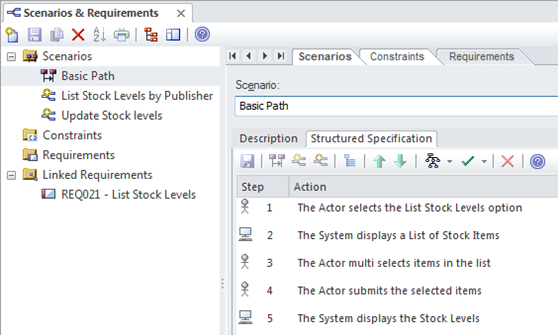 Scenarios & Requirements
Scenarios
Basic Path
List Stock Levels by Publisher
Update Stock levels
Constraints
Requirements
Linked Requirements
REQ021 - List Stock Levels
Scenarios Constraints Requirements
Scenario:
Basic Path
Description Structured Specification
Step Action
1 The Actor selects the List Stock Levels option
2 The System displays a List of Stock Items
3 The Actor multi selects items in the list
4 The Actor submits the selected items
5 The System displays the Stock Levels